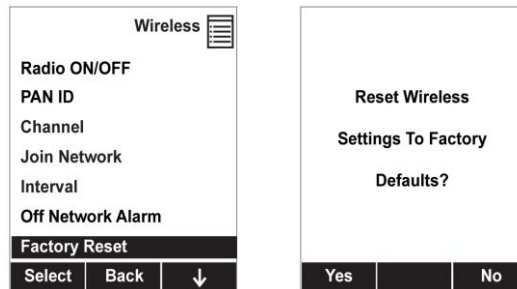 Wireless
Radio ON/OFF
PAN ID
Channel
Join Network
Interval
Off Network Alarm
Factory Reset
Select Back ↓
Reset Wireless
Settings To Factory
Defaults?
Yes No